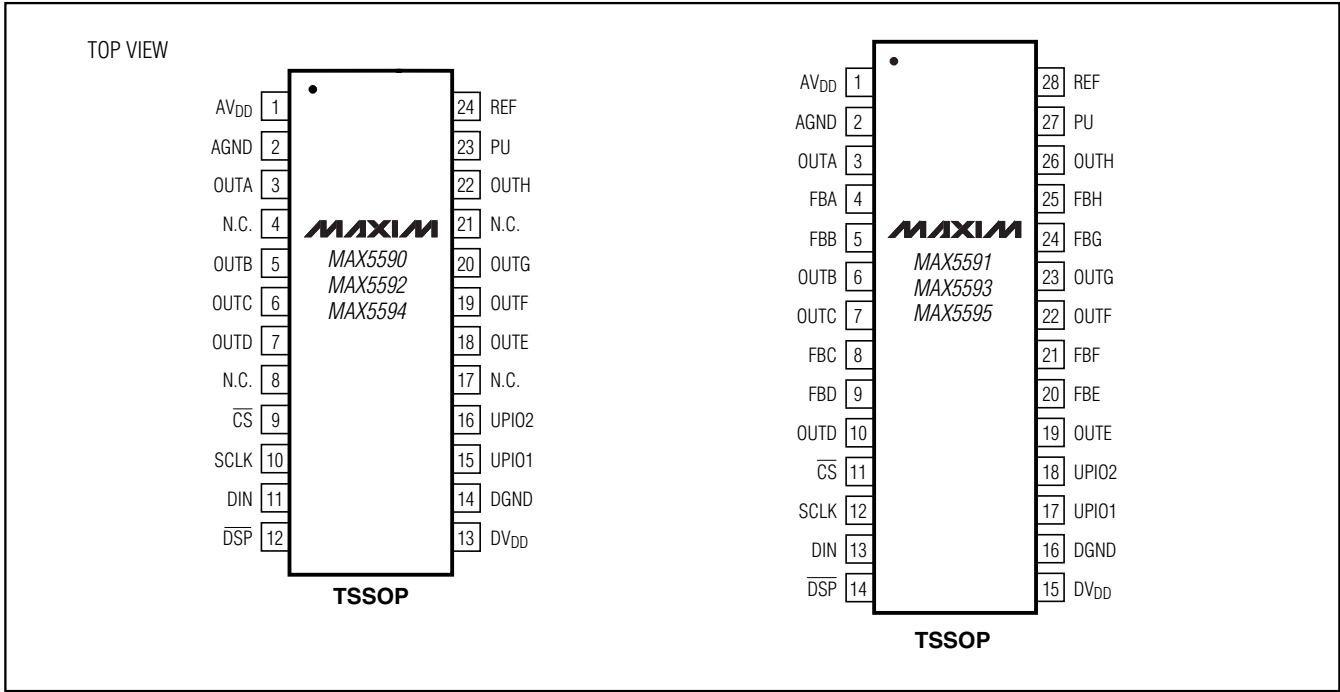 TOP VIEW
AVDD 1
AGND 2
OUTA 3
N.C. 4
OUTB 5
OUTC 6
OUTD 7
N.C. 8
CS 9
SCLK 10
DIN 11
DSP 12
MAXIM
MAX5590
MAX5592
MAX5594
24 REF
23 PU
22 OUTH
21 N.C.
20 OUTG
19 OUTF
18 OUTE
17 N.C.
16 UPIO2
15 UPIO1
14 DGND
13 DVDD
TSSOP
AVDD 1
AGND 2
OUTA 3
FBA 4
FBB 5
OUTB 6
OUTC 7
FBC 8
FBD 9
OUTD 10
CS 11
SCLK 12
DIN 13
DSP 14
MAXIM
MAX5591
MAX5593
MAX5595
28 REF
27 PU
26 OUTH
25 FBH
24 FBG
23 OUTG
22 OUTF
21 FBF
20 FBE
19 OUTE
18 UPIO2
17 UPIO1
16 DGND
15 DVDD
TSSOP